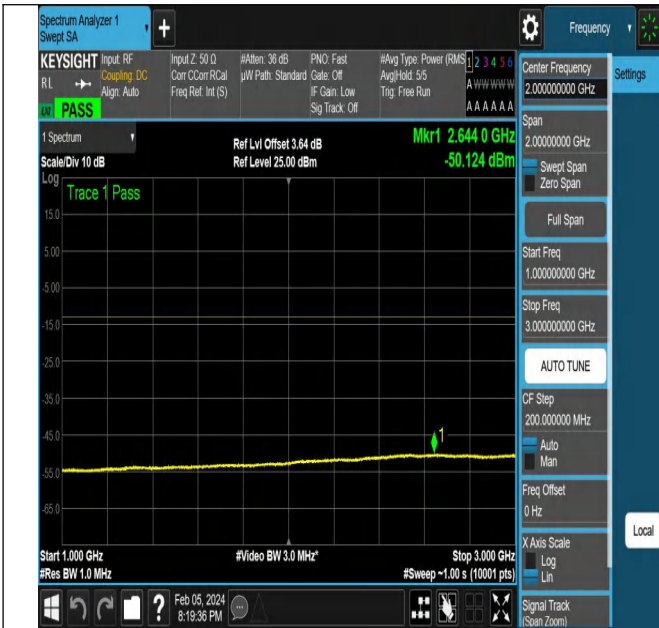 Spectrum Analyzer 1
Swept SA
Frequency
KEYSIGHT
RL
PASS
Input: RF
Coupling: DC
Align: Auto
Input Z: 50 Ω
Corr CCorr RCal
Freq Ref: Int (S)
#Atten: 36 dB
µW Path: Standard
PNO: Fast
Gate: Off
IF Gain: Low
Sig Track: Off
#Avg Type: Power (RMS
Avg|Hold: 5/5
Trig: Free Run
1 2 3 4 5 6
A W W W W W
A A A A A A
1 Spectrum
Scale/Div 10 dB
Log
Ref Lvl Offset 3.64 dB
Ref Level 25.00 dBm
Mkr1 2.644 0 GHz
-50.124 dBm
Trace 1 Pass
15.0
5.00
-5.00
-15.0
-25.0
-35.0
-45.0
-55.0
-65.0
1
Start 1.000 GHz
#Res BW 1.0 MHz
#Video BW 3.0 MHz*
Stop 3.000 GHz
#Sweep ~1.00 s (10001 pts)
?
Feb 05, 2024
8:19:36 PM
Center Frequency
2.000000000 GHz
Span
2.00000000 GHz
Swept Span
Zero Span
Full Span
Start Freq
1.000000000 GHz
Stop Freq
3.000000000 GHz
AUTO TUNE
CF Step
200.000000 MHz
Auto
Man
Freq Offset
0 Hz
X Axis Scale
Log
Lin
Signal Track
(Span Zoom)
Settings
Local